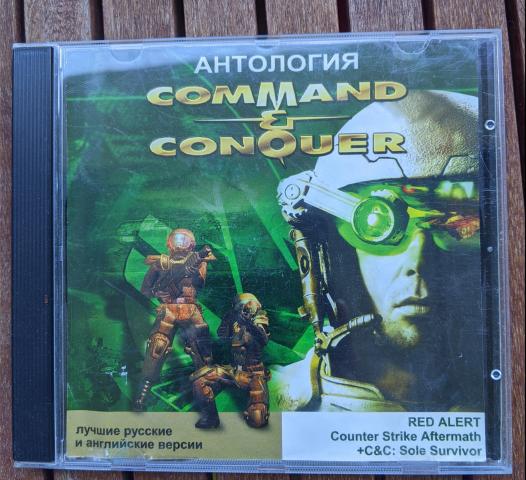 АНТОЛОГИЯ
COMMAND
&
CONQUER
лучшие русские
и английские версии
RED ALERT
Counter Strike Aftermath
+C&C: Sole Survivor